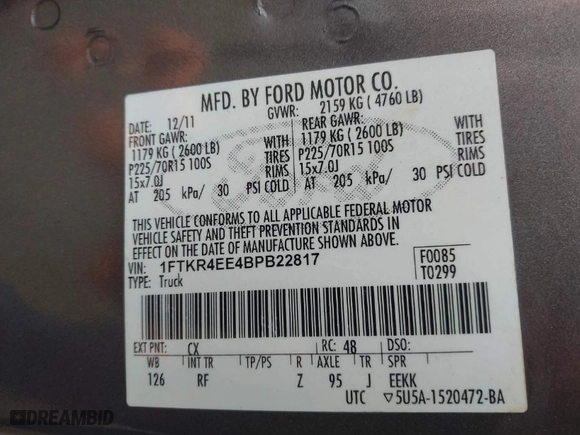 MFD. BY FORD MOTOR CO.
DATE: 12/11 GVWR: 2159 KG ( 4760 LB)
FRONT GAWR: REAR GAWR:
1179 KG ( 2600 LB) WITH 1179 KG ( 2600 LB) WITH
P225/70R15 100S TIRES P225/70R15 100S TIRES
15x7.0J RIMS 15x7.0J RIMS
AT 205 kPa/ 30 PSI COLD AT 205 kPa/ 30 PSI COLD
THIS VEHICLE CONFORMS TO ALL APPLICABLE FEDERAL MOTOR
VEHICLE SAFETY AND THEFT PREVENTION STANDARDS IN
EFFECT ON THE DATE OF MANUFACTURE SHOWN ABOVE.
VIN: 1FTKR4EE4BPB22817 F0085
TYPE: Truck T0299
EXT PNT: CX RC: 48 DSO:
WB INT TR TP/PS R AXLE TR SPR
126 RF Z 95 J EEKK
UTC ▽5U5A-1520472-BA
DREAMBID